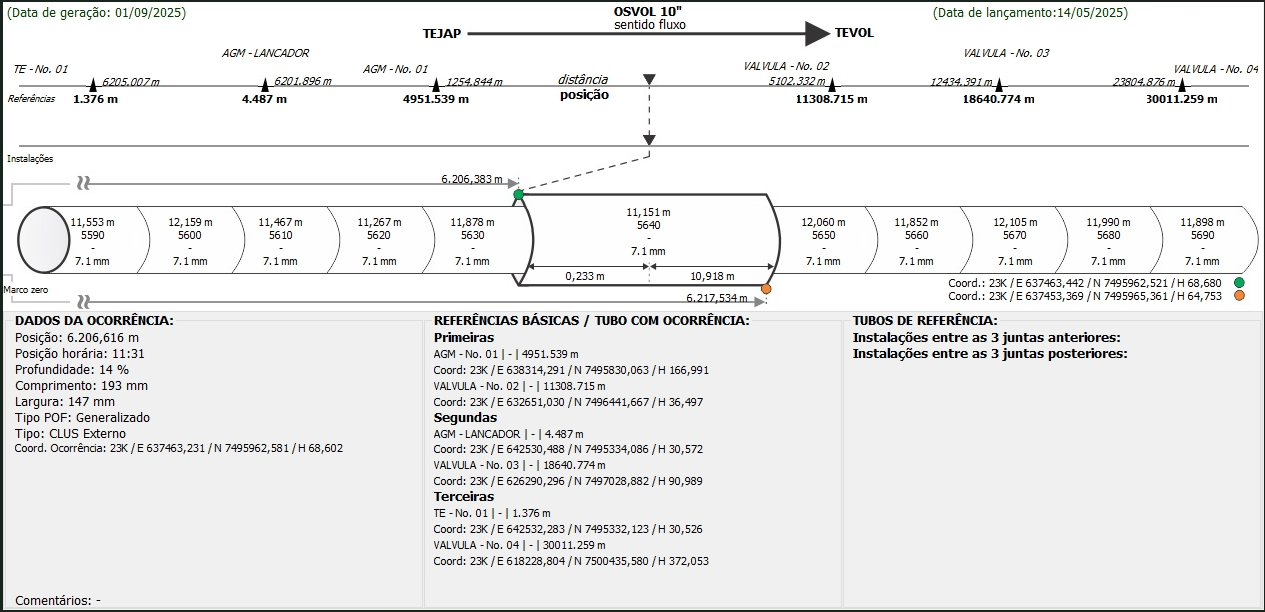 (Data de geração: 01/09/2025)
OSVOL 10"
(Data de lançamento:14/05/2025)
sentido fluxo
TEJAP
TEVOL
AGM - LANCADOR
VALVULA - No. 03
TE - No. 01
AGM - No. 01
VALVULA - No. 02
VALVULA - No. 04
6205.007 m
6201.896 m
1254.844 m
distância
5102.332 m
12434.391 m
23804.876 m
Referências
1.376 m
4.487 m
4951.539 m
posição
11308.715 m
18640.774 m
30011.259 m
Instalações
6.206,383 m
11,553 m
5590
-
7.1 mm
12,159 m
5600
-
7.1 mm
11,467 m
5610
-
7.1 mm
11,267 m
5620
-
7.1 mm
11,878 m
5630
-
7.1 mm
11,151 m
5640
-
7.1 mm
0,233 m
10,918 m
12,060 m
5650
-
7.1 mm
11,852 m
5660
-
7.1 mm
12,105 m
5670
-
7.1 mm
11,990 m
5680
-
7.1 mm
11,898 m
5690
-
7.1 mm
Marco zero
6.217,534 m
Coord.: 23K / E 637463,442 / N 7495962,521 / H 68,680
Coord.: 23K / E 637453,369 / N 7495965,361 / H 64,753
DADOS DA OCORRÊNCIA:
Posição: 6.206,616 m
Posição horária: 11:31
Profundidade: 14 %
Comprimento: 193 mm
Largura: 147 mm
Tipo POF: Generalizado
Tipo: CLUS Externo
Coord. Ocorrência: 23K / E 637463,231 / N 7495962,581 / H 68,602
Comentários: -
REFERÊNCIAS BÁSICAS / TUBO COM OCORRÊNCIA:
Primeiras
AGM - No. 01 | - | 4951.539 m
Coord: 23K / E 638314,291 / N 7495830,063 / H 166,991
VALVULA - No. 02 | - | 11308.715 m
Coord: 23K / E 632651,030 / N 7496441,667 / H 36,497
Segundas
AGM - LANCADOR | - | 4.487 m
Coord: 23K / E 642530,488 / N 7495334,086 / H 30,572
VALVULA - No. 03 | - | 18640.774 m
Coord: 23K / E 626290,296 / N 7497028,882 / H 90,989
Terceiras
TE - No. 01 | - | 1.376 m
Coord: 23K / E 642532,283 / N 7495332,123 / H 30,526
VALVULA - No. 04 | - | 30011.259 m
Coord: 23K / E 618228,804 / N 7500435,580 / H 372,053
TUBOS DE REFERÊNCIA:
Instalações entre as 3 juntas anteriores:
Instalações entre as 3 juntas posteriores: